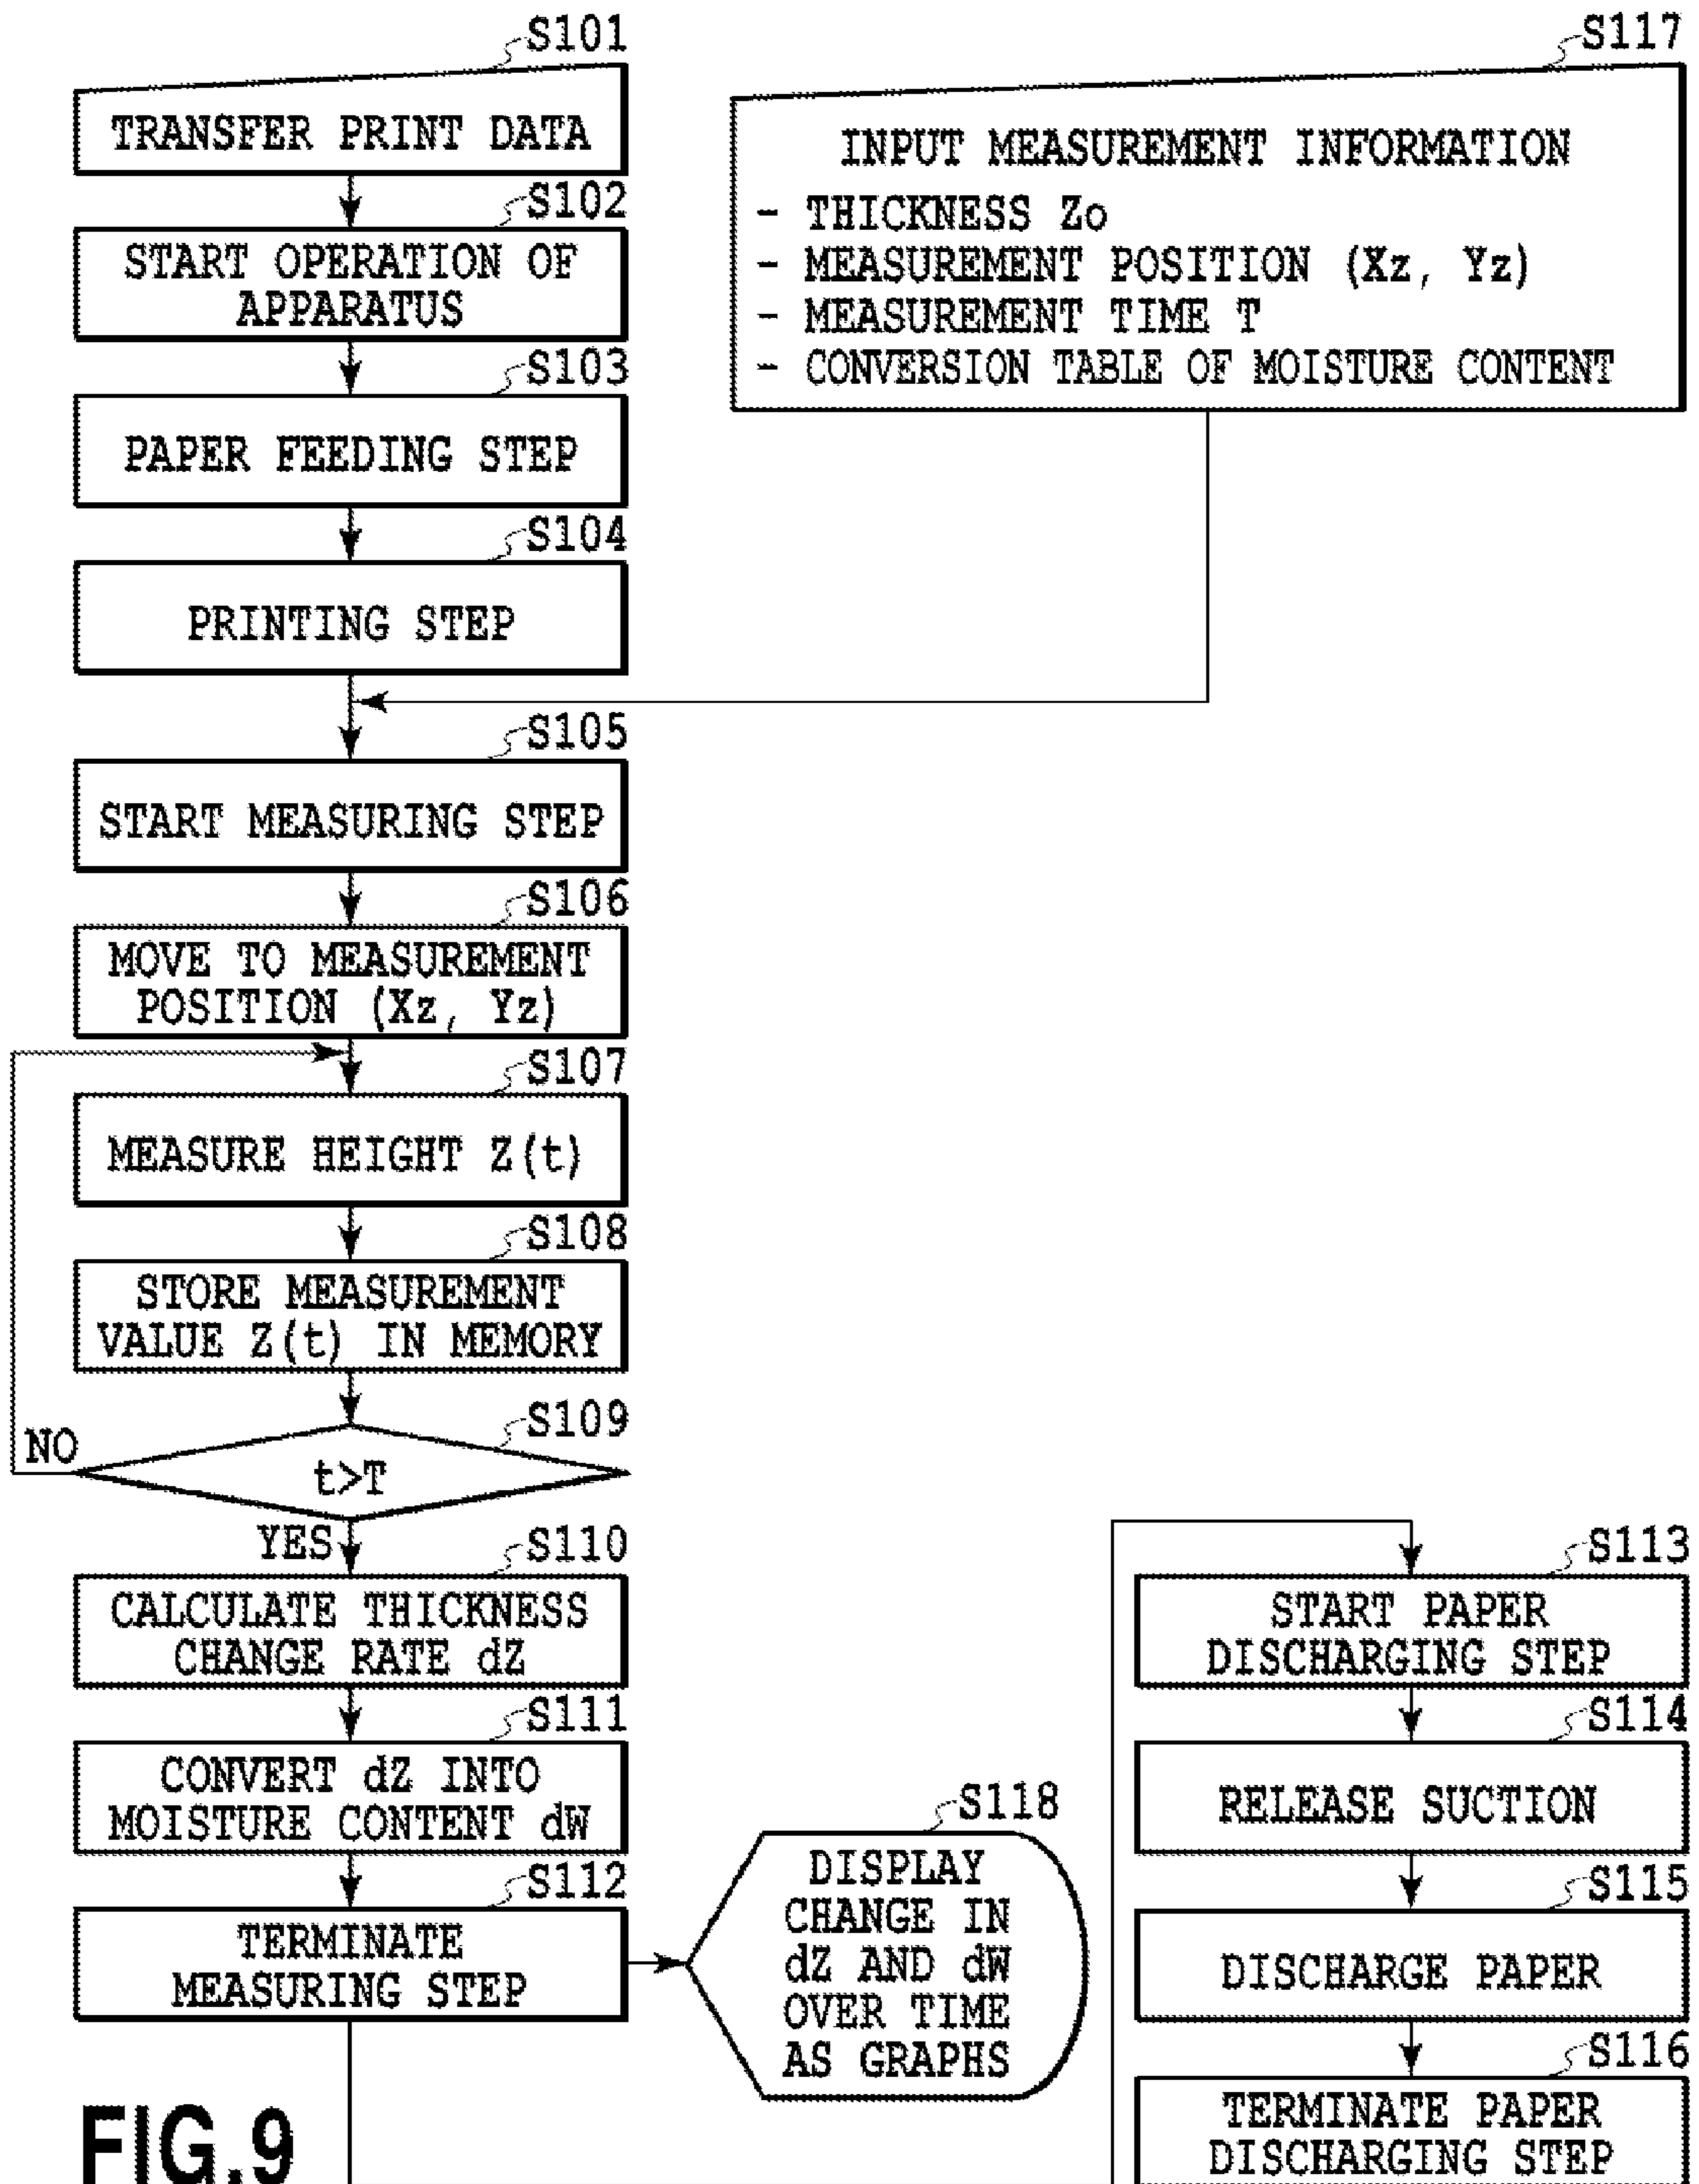 S101
TRANSFER PRINT DATA
S102
START OPERATION OF
APPARATUS
S103
PAPER FEEDING STEP
S104
PRINTING STEP
S117
INPUT MEASUREMENT INFORMATION
- THICKNESS Zo
- MEASUREMENT POSITION (Xz, Yz)
- MEASUREMENT TIME T
- CONVERSION TABLE OF MOISTURE CONTENT
S105
START MEASURING STEP
S106
MOVE TO MEASUREMENT
POSITION (Xz, Yz)
S107
MEASURE HEIGHT Z(t)
S108
STORE MEASUREMENT
VALUE Z(t) IN MEMORY
S109
NO
t>T
YES
S110
CALCULATE THICKNESS
CHANGE RATE dZ
S111
CONVERT dZ INTO
MOISTURE CONTENT dW
S112
TERMINATE
MEASURING STEP
S118
DISPLAY
CHANGE IN
dZ AND dW
OVER TIME
AS GRAPHS
S113
START PAPER
DISCHARGING STEP
S114
RELEASE SUCTION
S115
DISCHARGE PAPER
S116
TERMINATE PAPER
DISCHARGING STEP
FIG.9